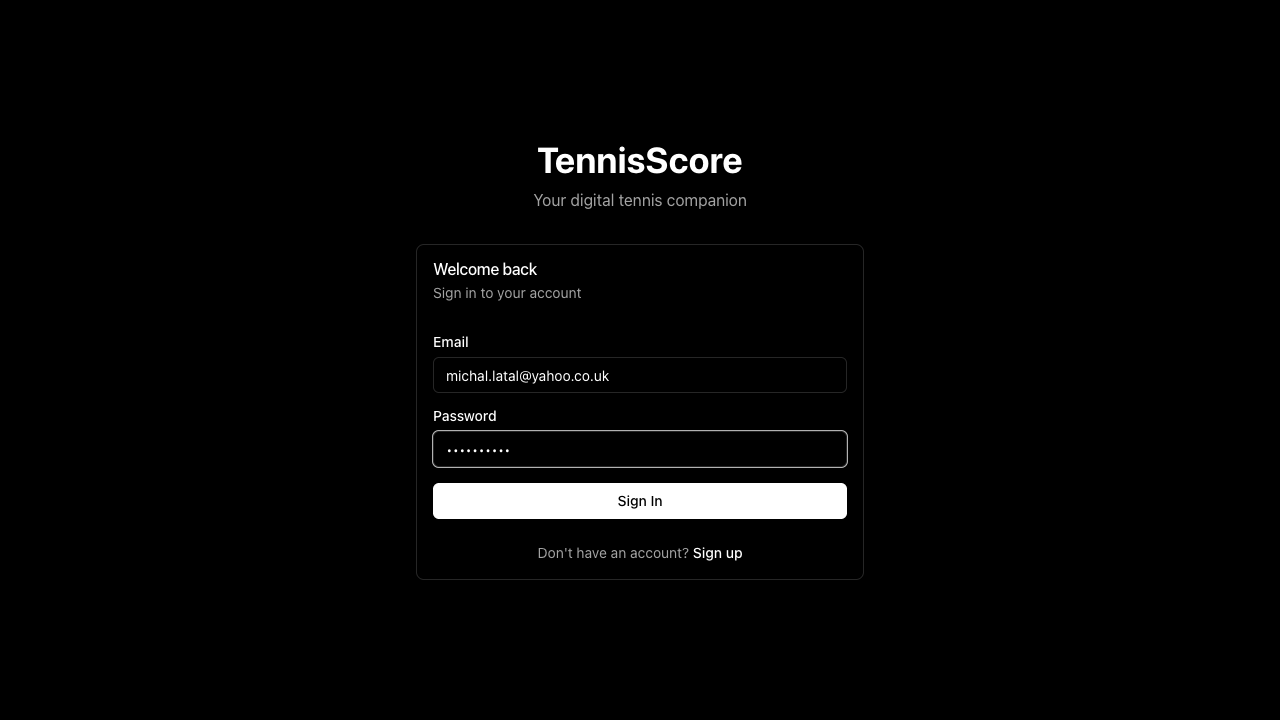 TennisScore
Your digital tennis companion
Welcome back
Sign in to your account
Email
michal.latal@yahoo.co.uk
Password
••••••••••
Sign In
Don't have an account? Sign up